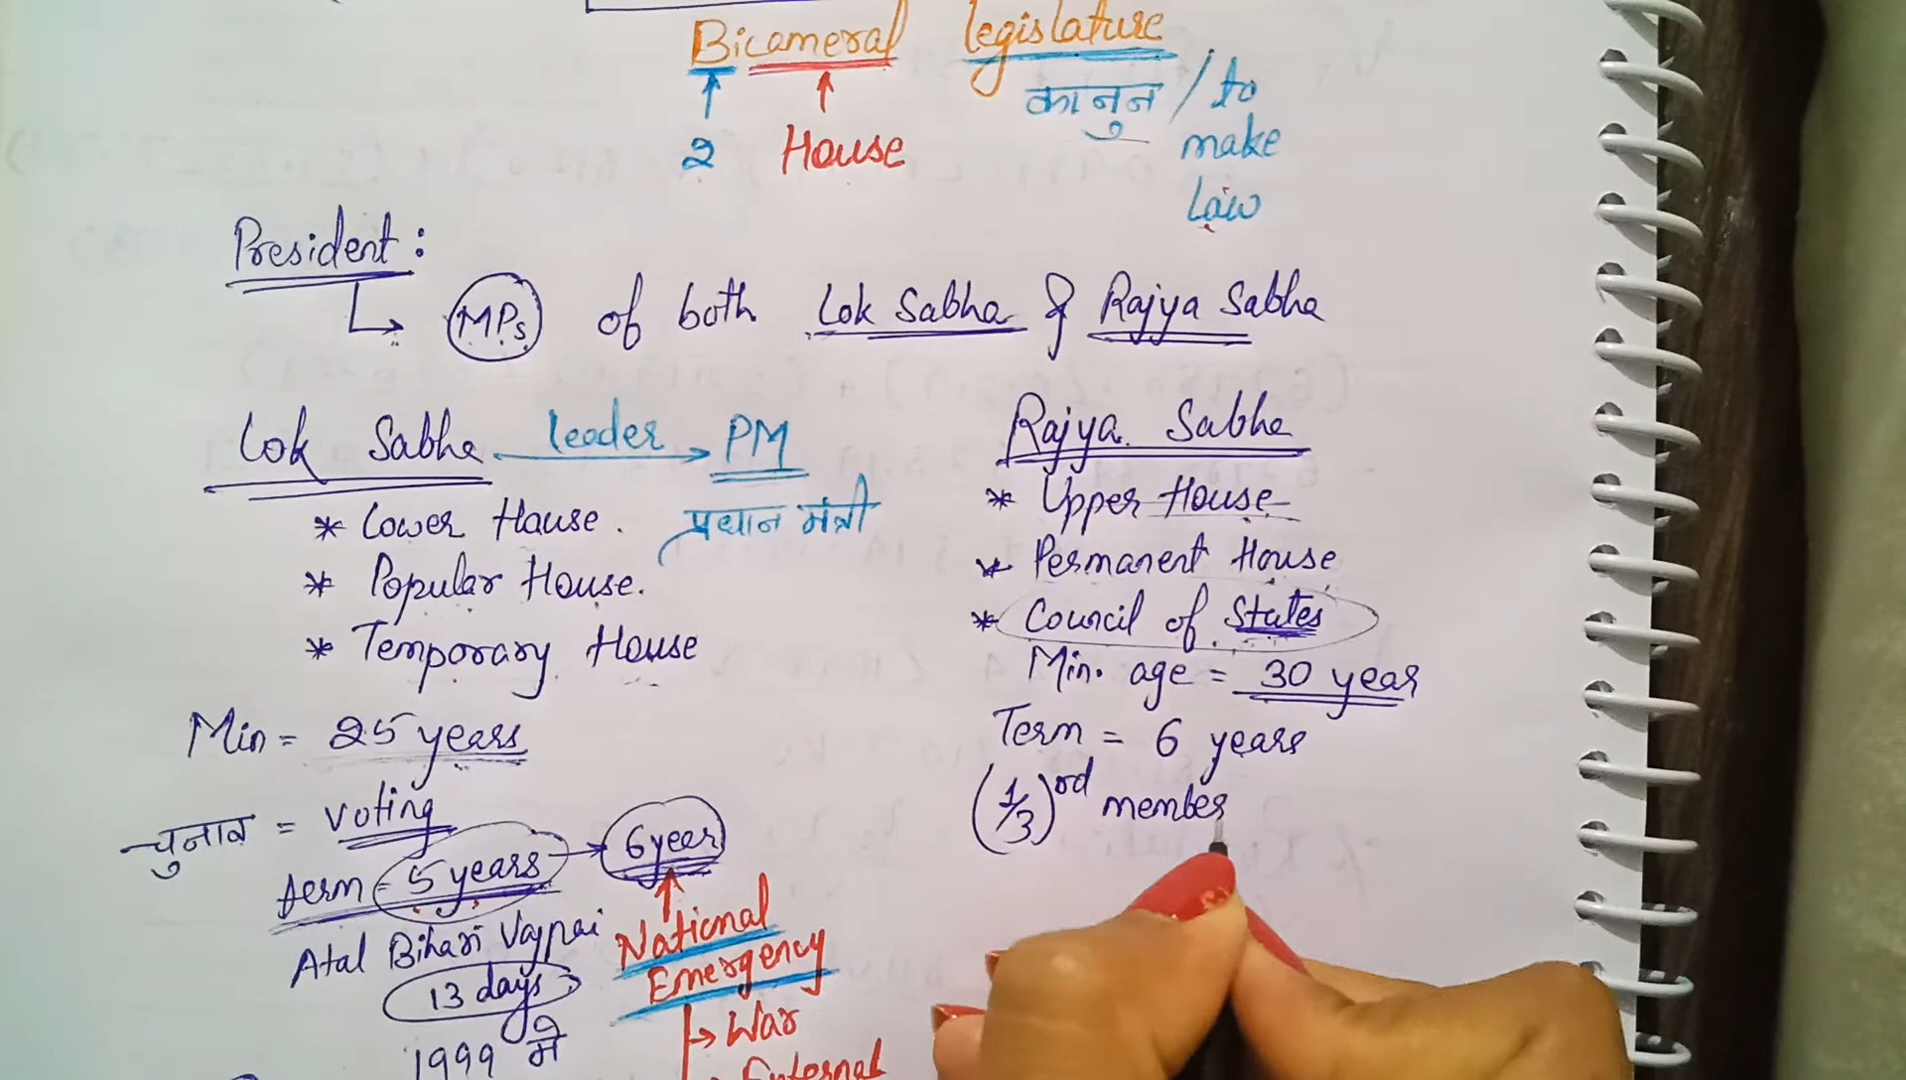 Bicameral legislature
2 House कानुन / to make law
President :
MPs of both Lok Sabha & Rajya Sabha
Lok Sabha leader PM
प्रधान मंत्री
* Lower House .
* Popular House.
* Temporary House
Min = 25 years
चुनाव = voting
term = 5 years 6 year
Atal Bihari Vajpai
13 days
1999 में
National
Emergency
War
External
Rajya Sabha
* Upper House
* Permanent House
* Council of States
Min. age = 30 year
Term = 6 years
(1/3)rd member